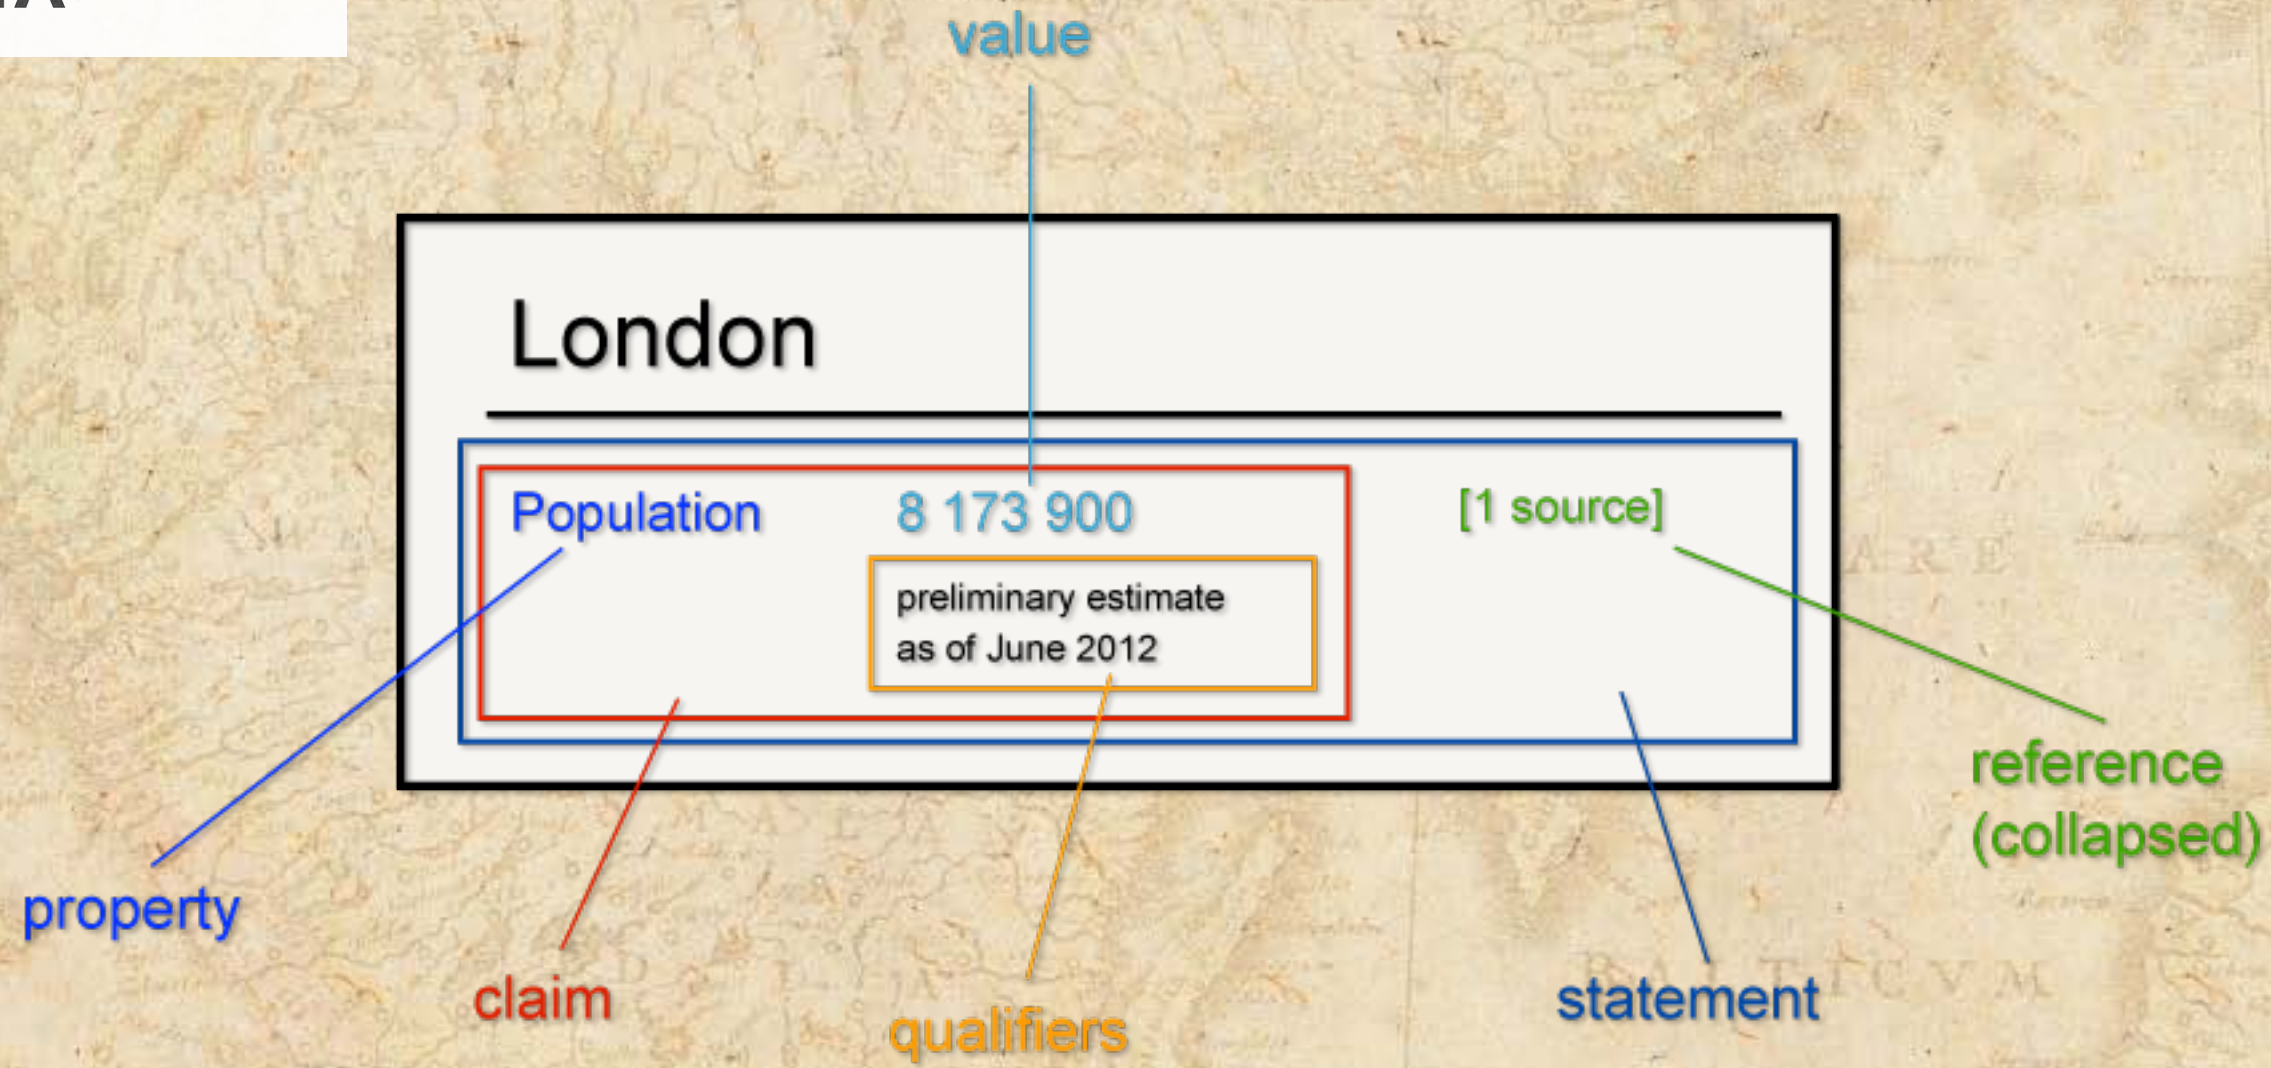 value
London
Population 8 173 900 [1 source]
preliminary estimate
as of June 2012
reference
(collapsed)
property
claim
qualifiers
statement